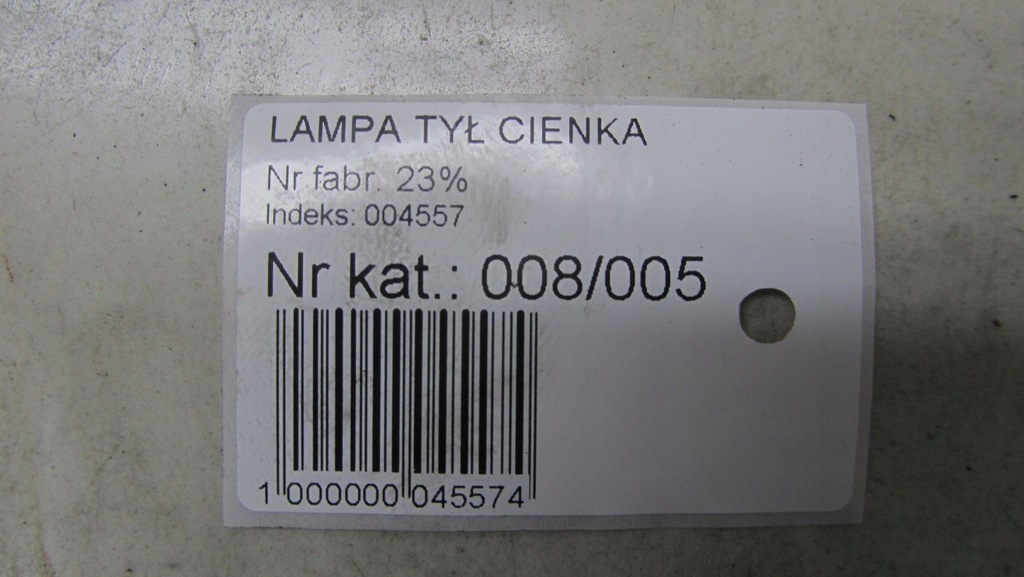 LAMPA TYŁ CIENKA
Nr fabr. 23%
Indeks: 004557
Nr kat.: 008/005
1 000000 045574